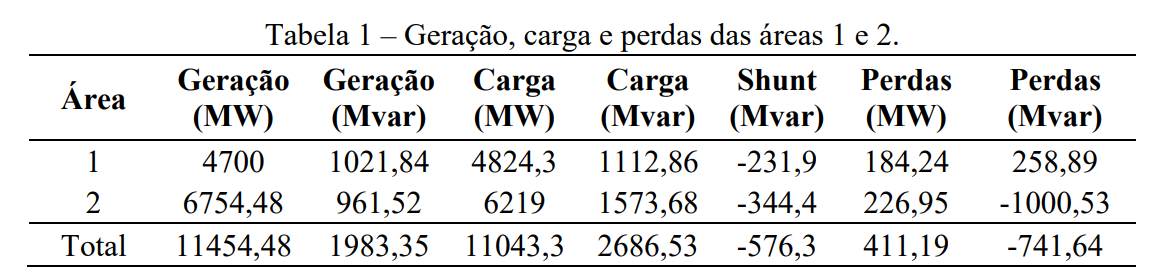 Tabela 1 – Geração, carga e perdas das áreas 1 e 2.
Área Geração (MW) Geração (Mvar) Carga (MW) Carga (Mvar) Shunt (Mvar) Perdas (MW) Perdas (Mvar)
1 4700 1021,84 4824,3 1112,86 -231,9 184,24 258,89
2 6754,48 961,52 6219 1573,68 -344,4 226,95 -1000,53
Total 11454,48 1983,35 11043,3 2686,53 -576,3 411,19 -741,64